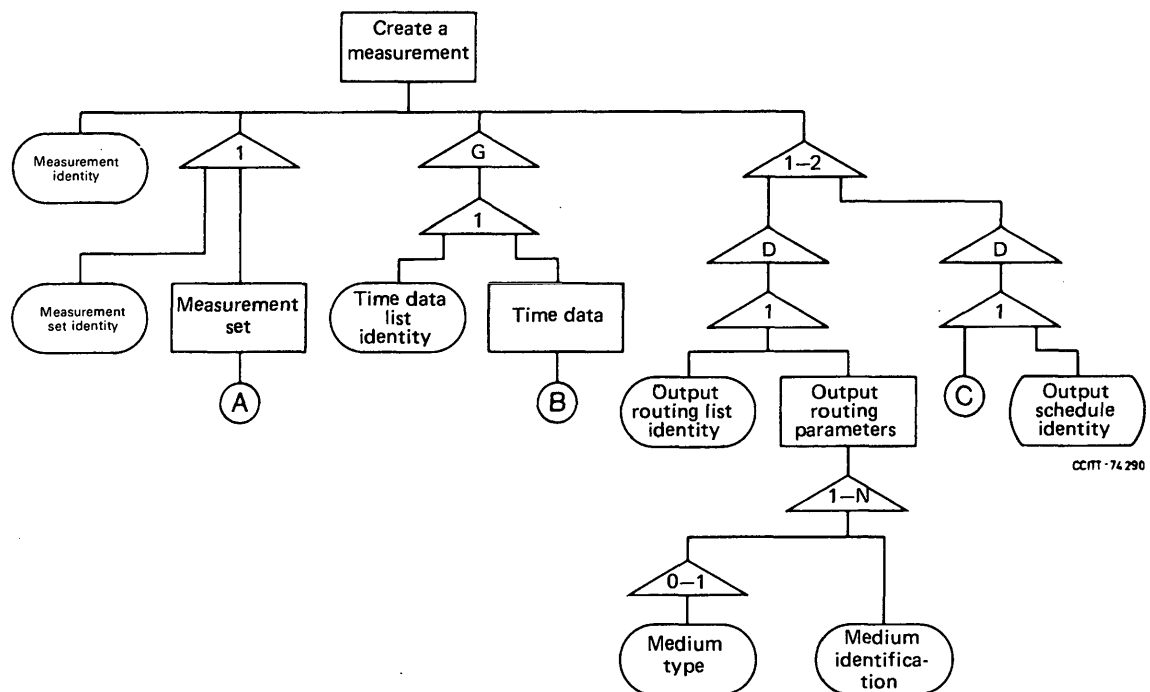 Create a
measurement
Measurement
identity
1
G
1–2
1
D
D
Measurement
set identity
Measurement
set
Time data
list
identity
Time data
1
1
A
B
Output
routing list
identity
Output
routing
parameters
C
Output
schedule
identity
CCITT - 74 290
1–N
0–1
Medium
type
Medium
identifica-
tion